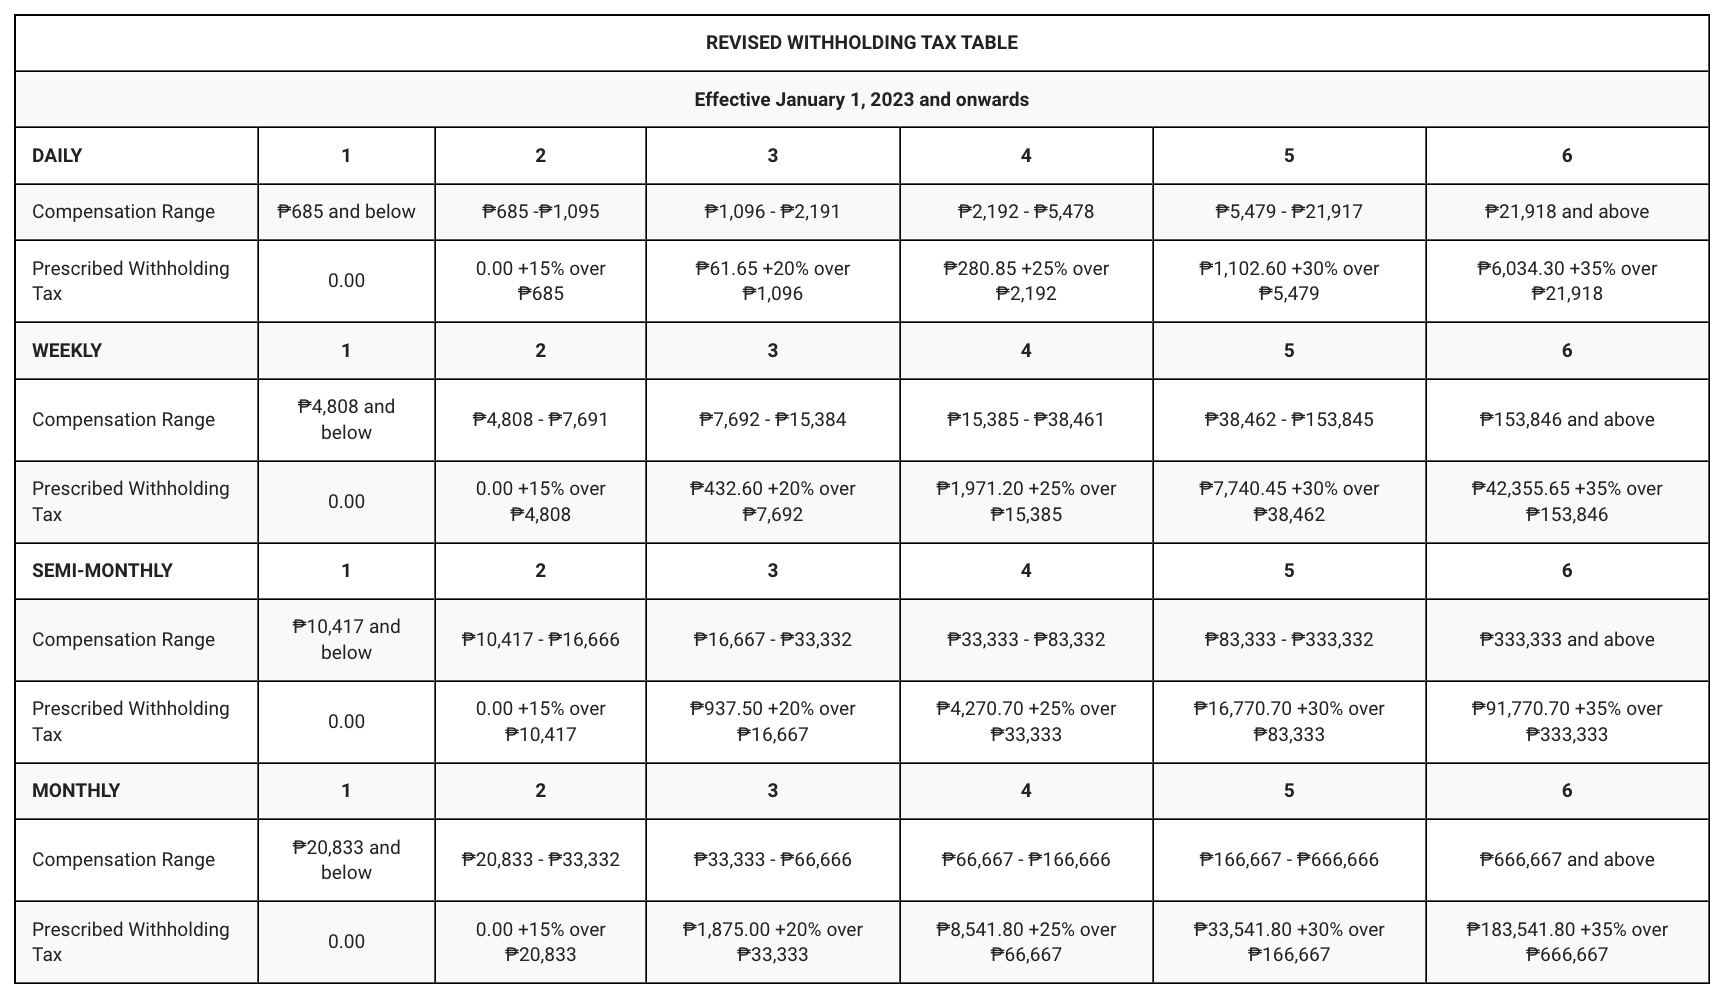 REVISED WITHHOLDING TAX TABLE
Effective January 1, 2023 and onwards
DAILY 1 2 3 4 5 6
Compensation Range ₱685 and below ₱685 -₱1,095 ₱1,096 - ₱2,191 ₱2,192 - ₱5,478 ₱5,479 - ₱21,917 ₱21,918 and above
Prescribed Withholding
Tax
0.00
0.00 +15% over
₱685
₱61.65 +20% over
₱1,096
₱280.85 +25% over
₱2,192
₱1,102.60 +30% over
₱5,479
₱6,034.30 +35% over
₱21,918
WEEKLY 1 2 3 4 5 6
Compensation Range
₱4,808 and
below
₱4,808 - ₱7,691
₱7,692 - ₱15,384
₱15,385 - ₱38,461
₱38,462 - ₱153,845
₱153,846 and above
Prescribed Withholding
Tax
0.00
0.00 +15% over
₱4,808
₱432.60 +20% over
₱7,692
₱1,971.20 +25% over
₱15,385
₱7,740.45 +30% over
₱38,462
₱42,355.65 +35% over
₱153,846
SEMI-MONTHLY 1 2 3 4 5 6
Compensation Range
₱10,417 and
below
₱10,417 - ₱16,666
₱16,667 - ₱33,332
₱33,333 - ₱83,332
₱83,333 - ₱333,332
₱333,333 and above
Prescribed Withholding
Tax
0.00
0.00 +15% over
₱10,417
₱937.50 +20% over
₱16,667
₱4,270.70 +25% over
₱33,333
₱16,770.70 +30% over
₱83,333
₱91,770.70 +35% over
₱333,333
MONTHLY 1 2 3 4 5 6
Compensation Range
₱20,833 and
below
₱20,833 - ₱33,332
₱33,333 - ₱66,666
₱66,667 - ₱166,666
₱166,667 - ₱666,666
₱666,667 and above
Prescribed Withholding
Tax
0.00
0.00 +15% over
₱20,833
₱1,875.00 +20% over
₱33,333
₱8,541.80 +25% over
₱66,667
₱33,541.80 +30% over
₱166,667
₱183,541.80 +35% over
₱666,667